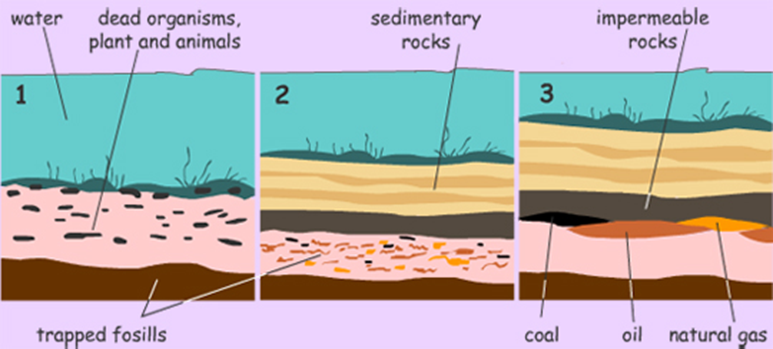 water
dead organisms,
plant and animals
sedimentary
rocks
impermeable
rocks
1
2
3
trapped fosills
coal
oil
natural gas